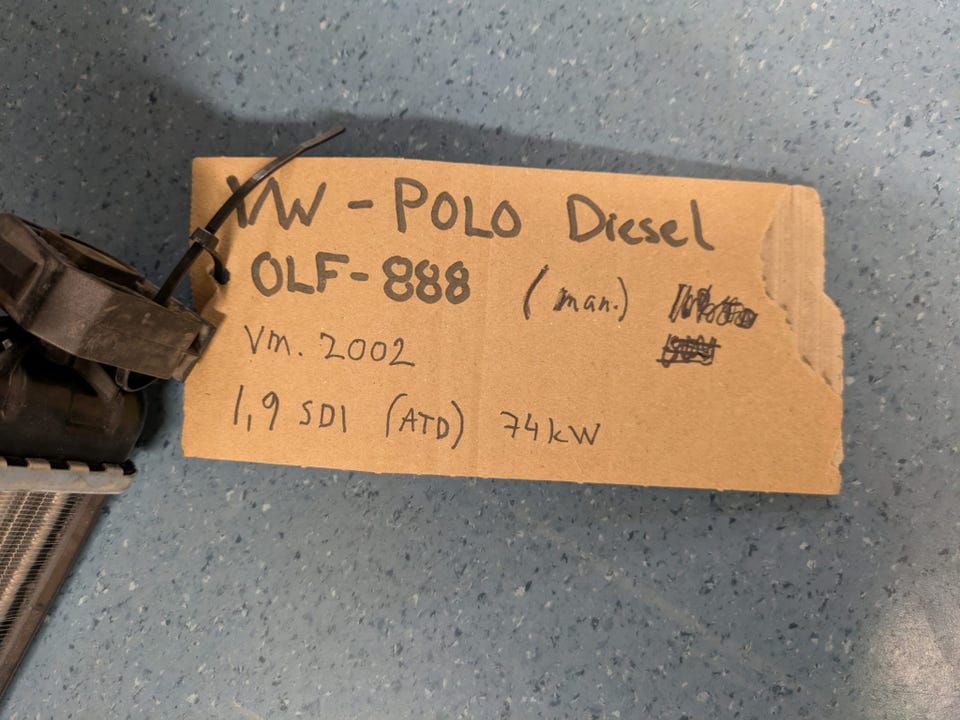 VW - POLO Diesel
OLF-888 (man.)
Vm. 2002
1,9 SDI (ATD) 74kW